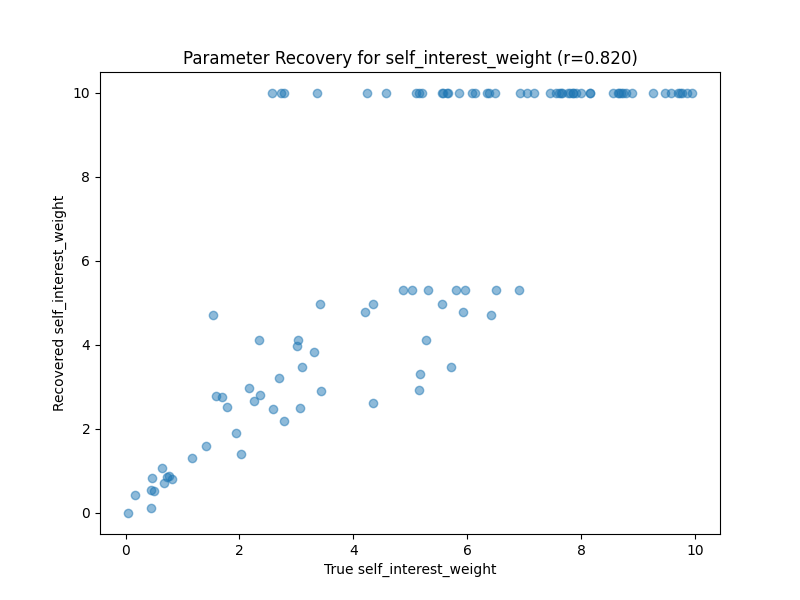 Parameter Recovery for self_interest_weight (r=0.820)
Recovered self_interest_weight
10
8
6
4
2
0
0 2 4 6 8 10
True self_interest_weight